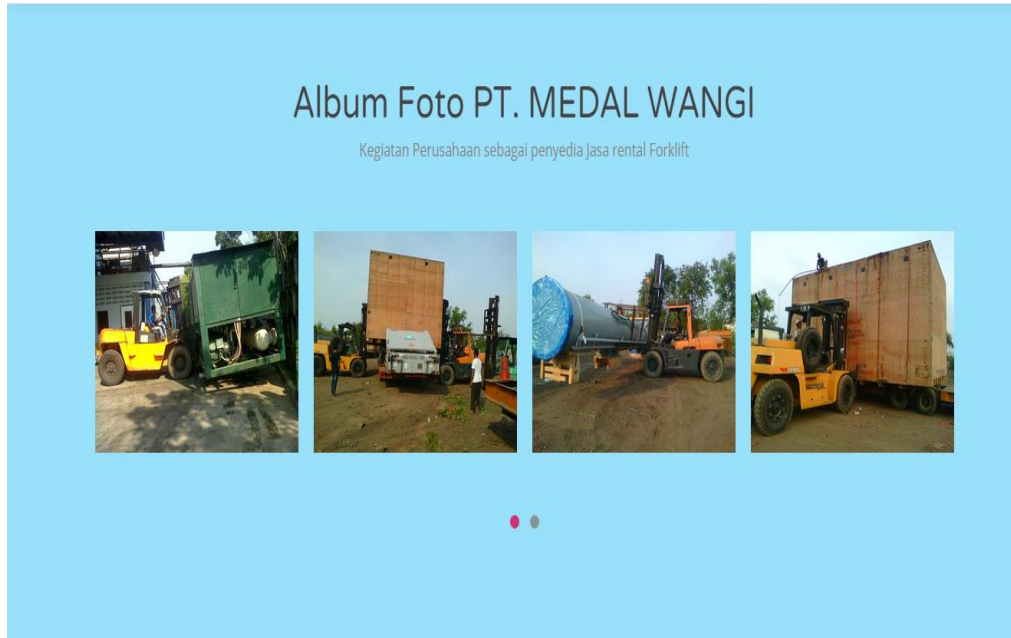 Album Foto PT. MEDAL WANGI
Kegiatan Perusahaan sebagai penyedia Jasa rental Forklift